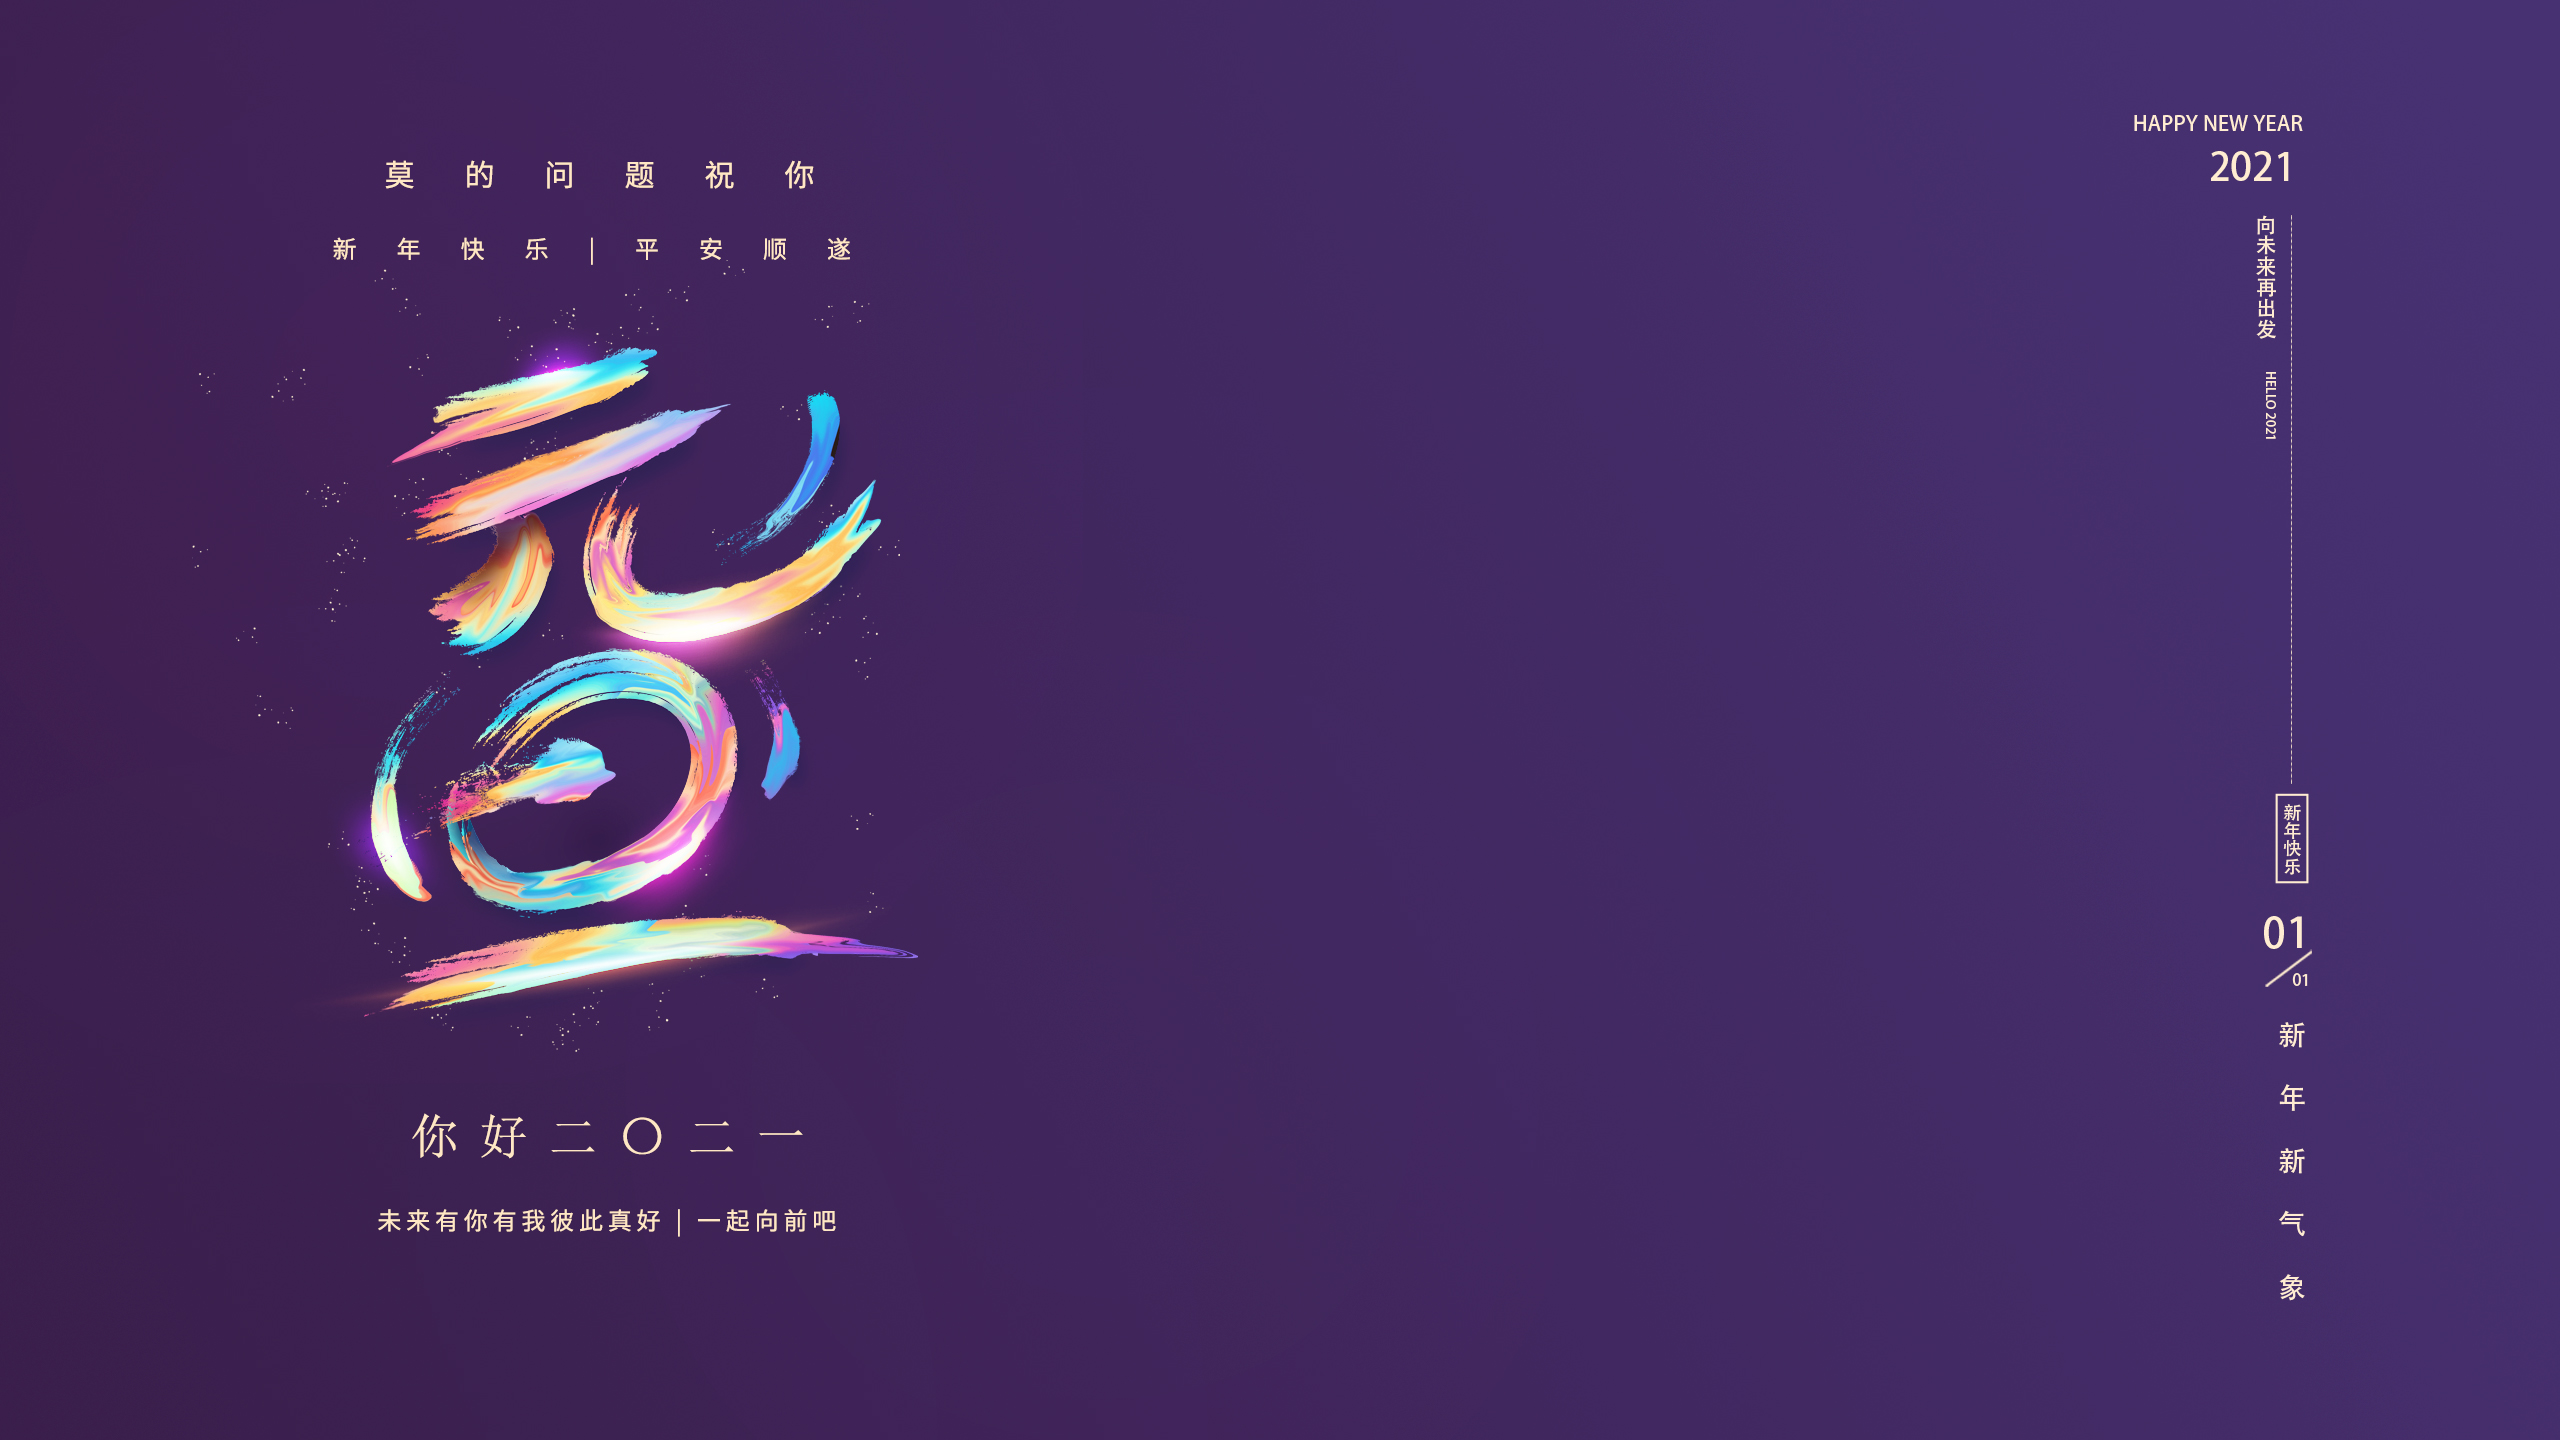 莫的问题祝你
新年快乐|平安顺遂
元旦
你好二〇二一
未来有你有我彼此真好|一起向前吧
HAPPY NEW YEAR
2021
向未来再出发
HELLO 2021
新年快乐
01/01
新年新气象